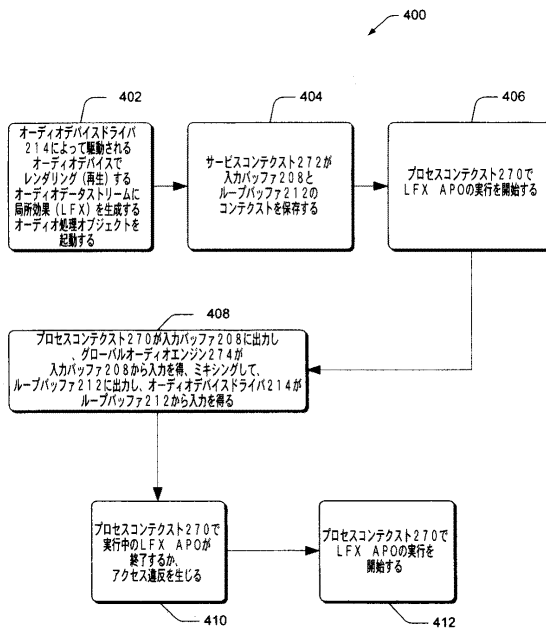 400
402
オーディオデバイスドライバ
214によって駆動される
オーディオデバイスで
レンダリング(再生)する
オーディオデータストリームに
局所効果(LFX)を生成する
オーディオ処理オブジェクトを
起動する
404
サービスコンテクスト272が
入力バッファ208と
ループバッファ212の
コンテクストを保存する
406
プロセスコンテクスト270で
LFX APOの実行を開始する
408
プロセスコンテクスト270が入力バッファ208に出力し
、グローバルオーディオエンジン274が
入力バッファ208から入力を得、ミキシングして、
ループバッファ212に出力し、オーディオデバイスドライバ214が
ループバッファ212から入力を得る
プロセスコンテクスト270で
実行中のLFX APOが
終了するか、
アクセス違反を生じる
410
プロセスコンテクスト270で
LFX APOの実行を
開始する
412